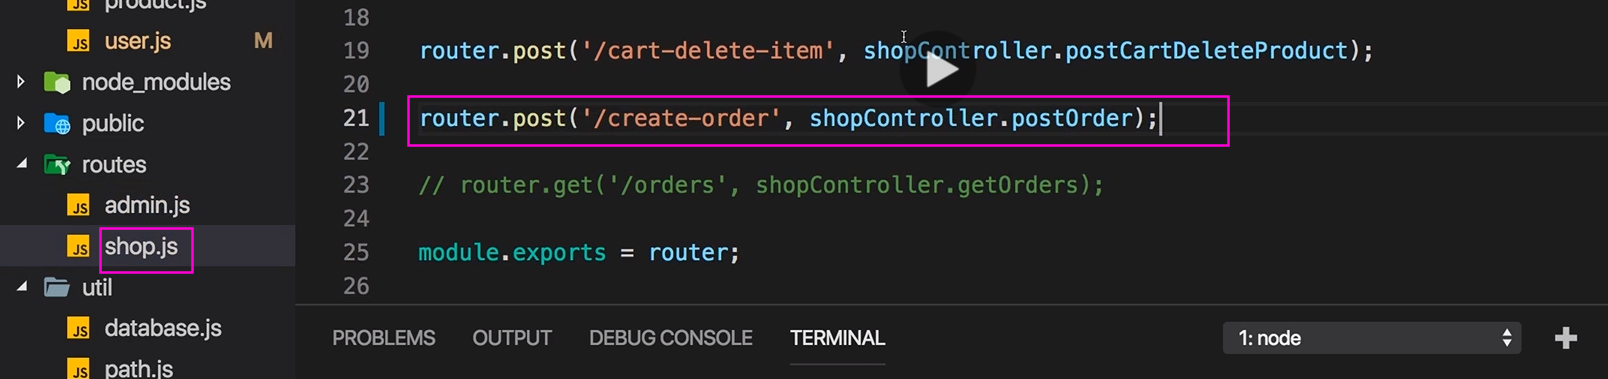 product.js
JS user.js M
node_modules
public
routes
JS admin.js
JS shop.js
util
JS database.js
JS path.js
18
19 router.post('/cart-delete-item', shopController.postCartDeleteProduct);
20
21 router.post('/create-order', shopController.postOrder);
22
23 // router.get('/orders', shopController.getOrders);
24
25 module.exports = router;
26
PROBLEMS OUTPUT DEBUG CONSOLE TERMINAL 1: node